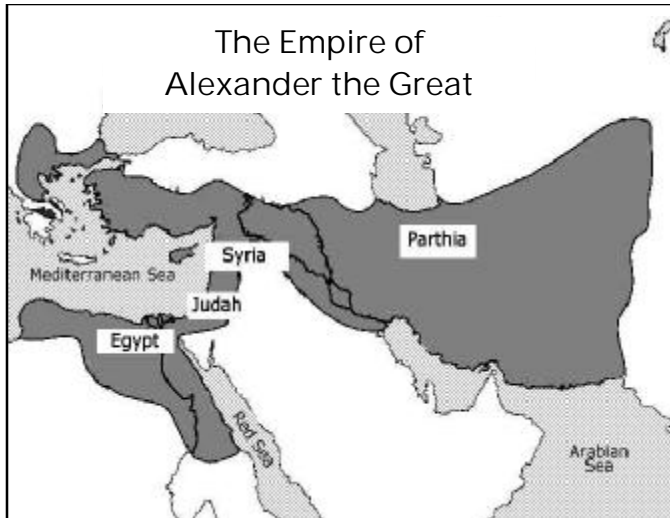 The Empire of
Alexander the Great
Parthia
Syria
Mediterranean Sea
Judah
Egypt
Red Sea
Arabian
Sea